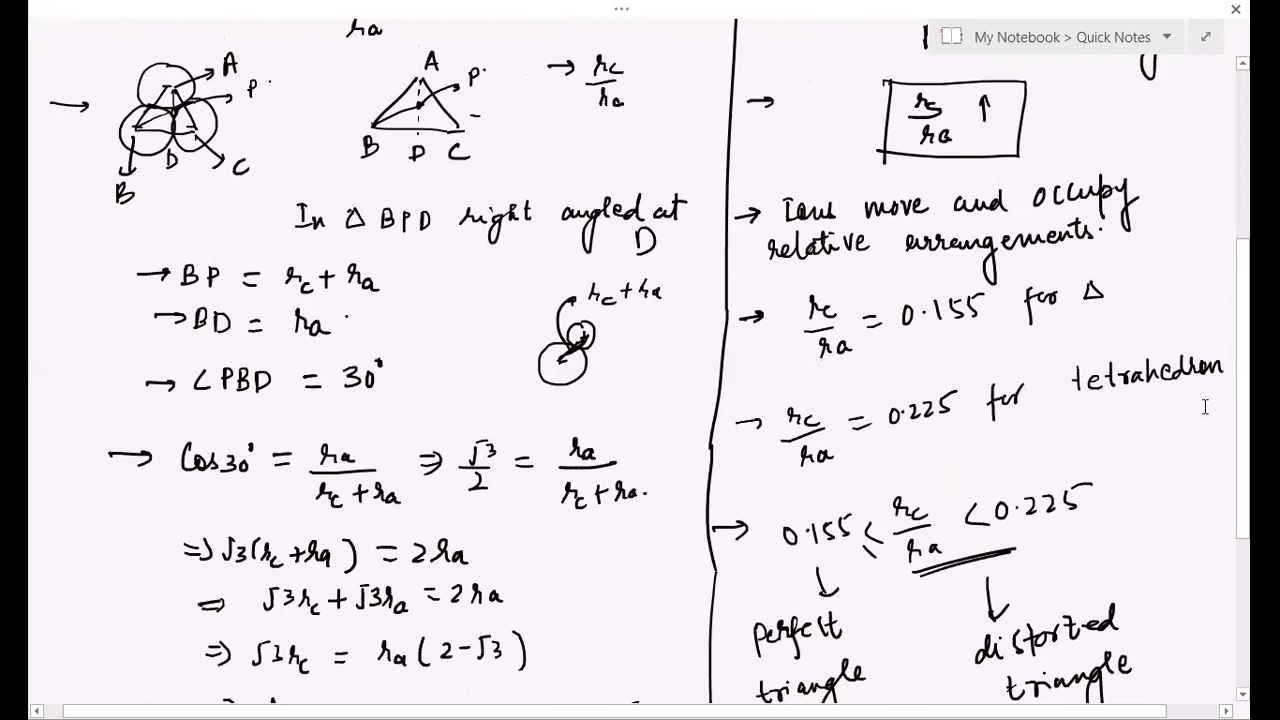 ra
My Notebook > Quick Notes
A
P.
B
D
C
A
P.
B
D
C
→ rc/ra
In △ BPD right angled at D
→ BP = rc + ra
→ BD = ra
→ ∠PBD = 30°
rc + ra
→ Cos30° = ra/(rc + ra) ⇒ √3/2 = ra/(rc + ra).
⇒ √3(rc + ra) = 2ra
⇒ √3rc + √3ra = 2ra
⇒ √3rc = ra(2-√3)
→ rc/ra ↑
→ Ions move and occupy
relative arrangements.
→ rc/ra = 0.155 for △
→ rc/ra = 0.225 for tetrahedron
→ 0.155 < rc/ra < 0.225
perfect
triangle
distorted
triangle